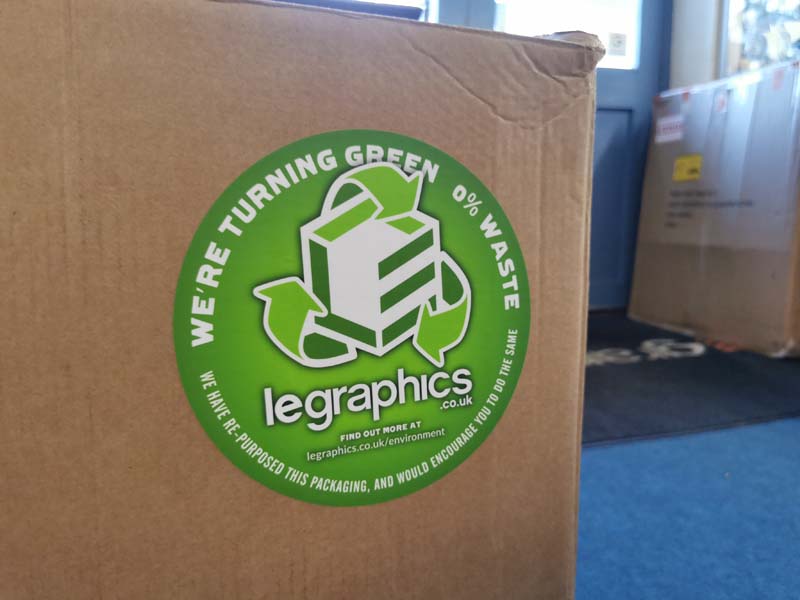 WE'RE TURNING GREEN
0% WASTE
legraphics
.co.uk
FIND OUT MORE AT
legraphics.co.uk/environment
WE HAVE RE-PURPOSED THIS PACKAGING, AND WOULD ENCOURAGE YOU TO DO THE SAME